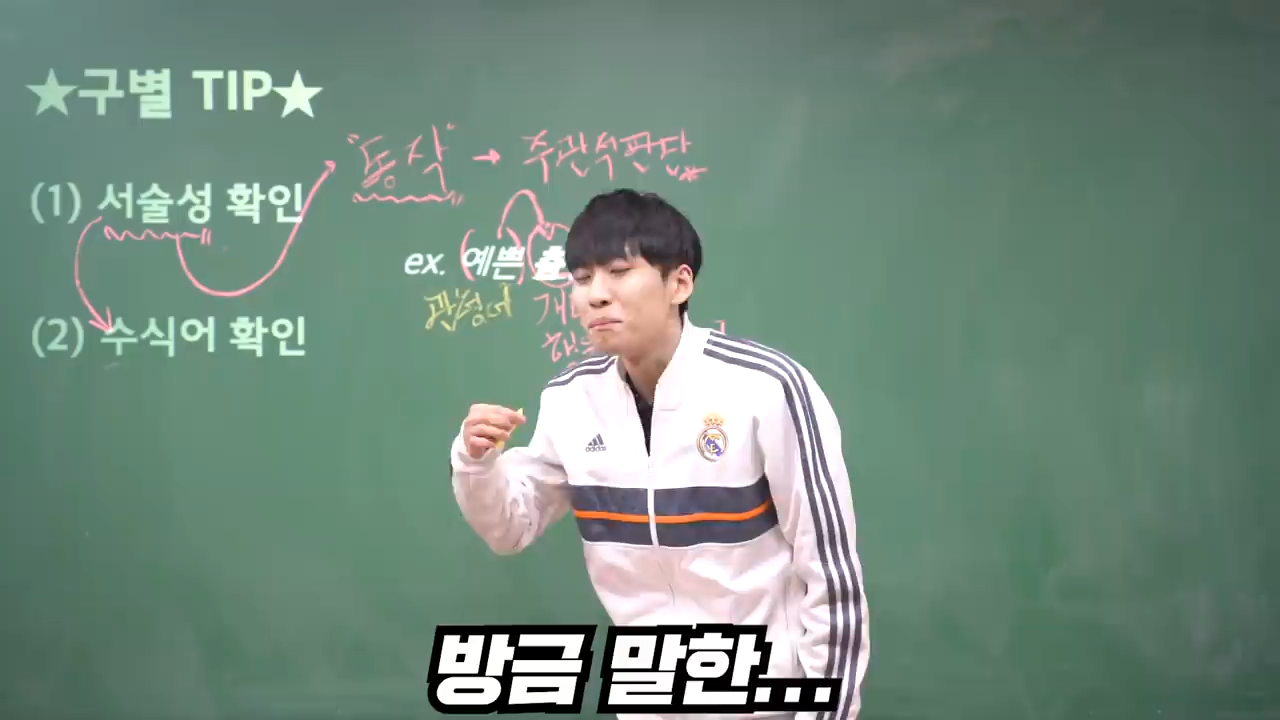 ★구별 TIP★
"동작" → 주관적판단
(1) 서술성 확인
ex. 예쁜
관형어
(2) 수식어 확인
adidas
방금 말한...